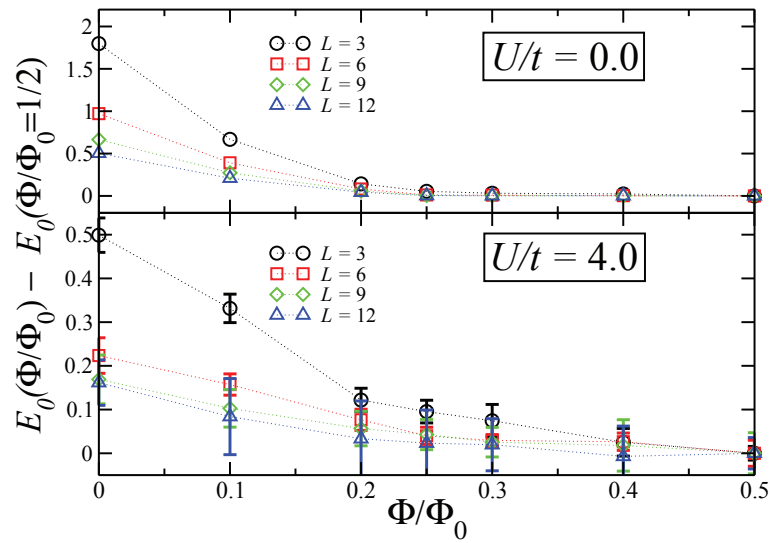 2
1.5
1
0.5
0
L = 3
L = 6
L = 9
L = 12
U/t = 0.0
E₀(Φ/Φ₀) − E₀(Φ/Φ₀=1/2)
0.5
0.4
0.3
0.2
0.1
0
L = 3
L = 6
L = 9
L = 12
U/t = 4.0
0 0.1 0.2 0.3 0.4 0.5
Φ/Φ₀